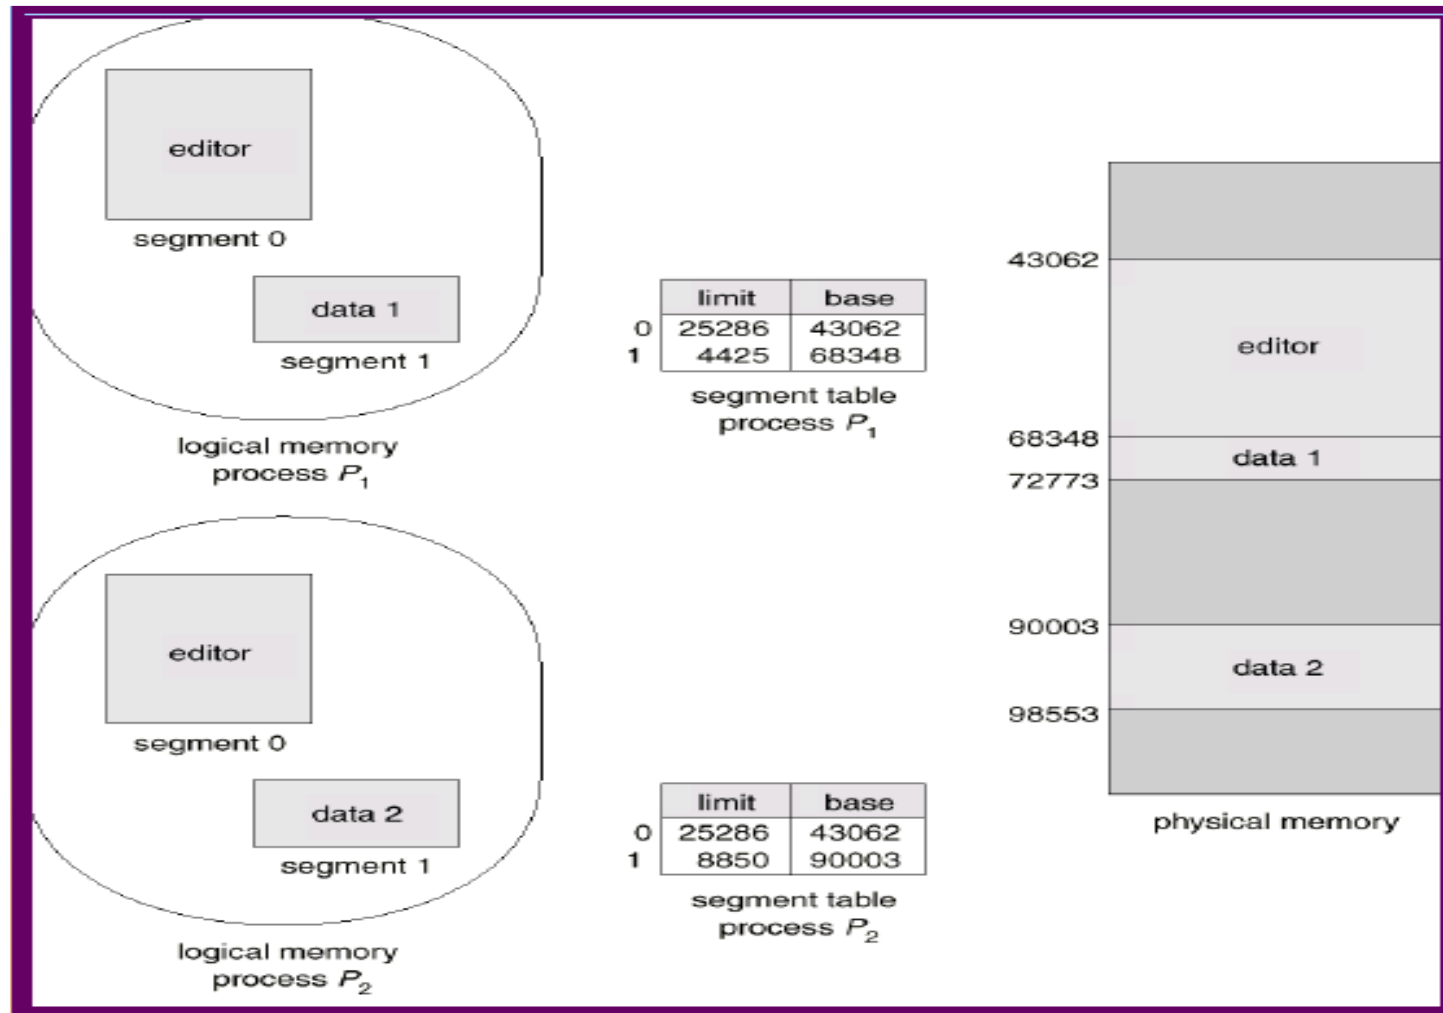 editor
segment 0
data 1
segment 1
logical memory
process P1
limit base
0 25286 43062
1 4425 68348
segment table
process P1
editor
segment 0
data 2
segment 1
logical memory
process P2
limit base
0 25286 43062
1 8850 90003
segment table
process P2
43062
editor
68348
data 1
72773
90003
data 2
98553
physical memory